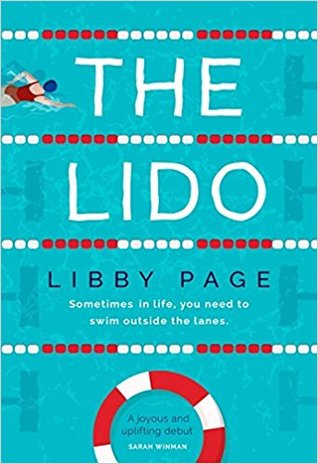 THE
LIDO
LIBBY PAGE
Sometimes in life, you need to
swim outside the lanes.
A joyous and
uplifting debut
SARAH WINMAN